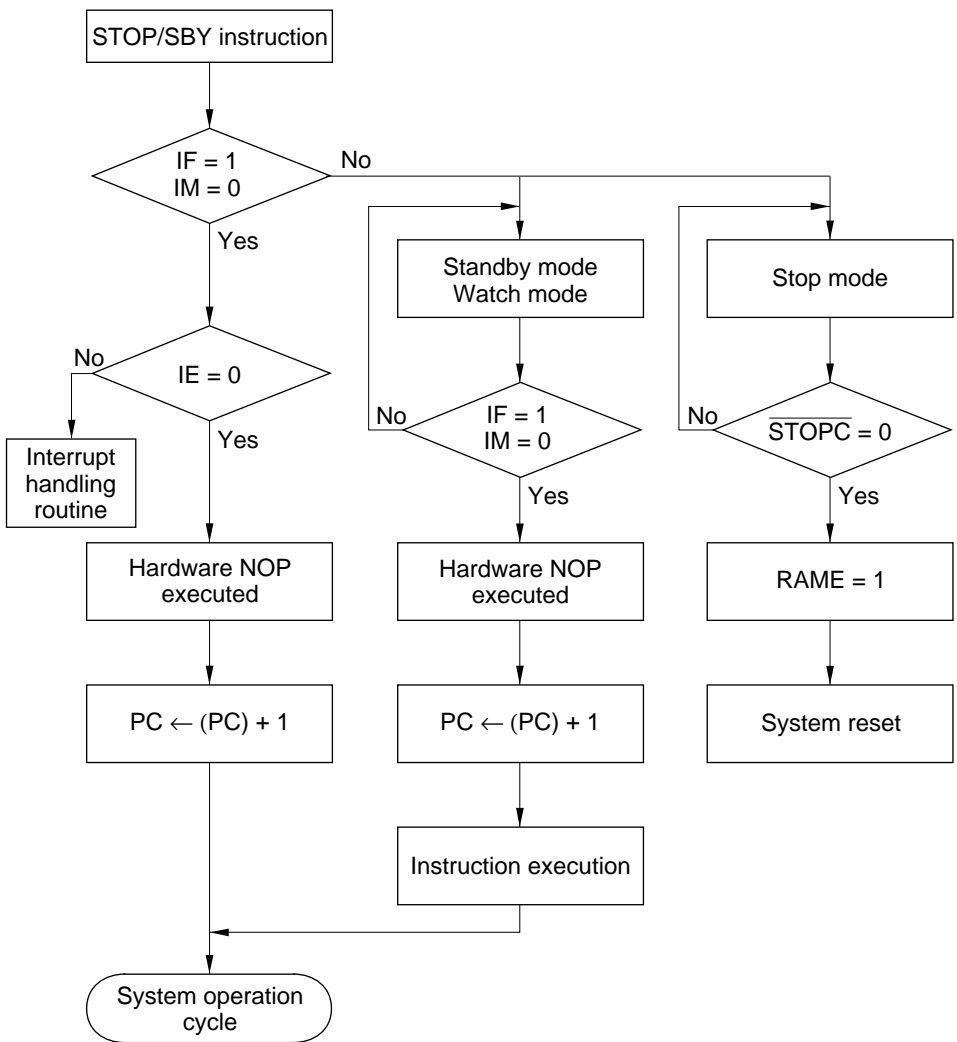 STOP/SBY instruction
IF = 1
IM = 0
No
Yes
Standby mode
Watch mode
Stop mode
No
IE = 0
Yes
Interrupt
handling
routine
No
IF = 1
IM = 0
Yes
No
STOPC = 0
Yes
Hardware NOP
executed
Hardware NOP
executed
RAME = 1
PC ← (PC) + 1
PC ← (PC) + 1
System reset
Instruction execution
System operation
cycle